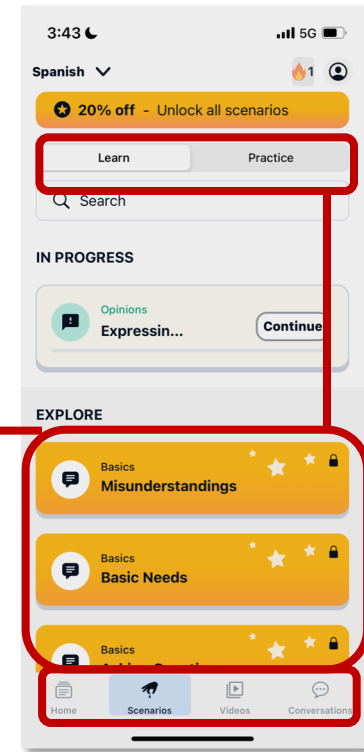 3:43 5G
Spanish 1
20% off - Unlock all scenarios
Learn Practice
Search
IN PROGRESS
Opinions
Expressin... Continue
EXPLORE
Basics
Misunderstandings
Basics
Basic Needs
Basics
Home Scenarios Videos Conversations